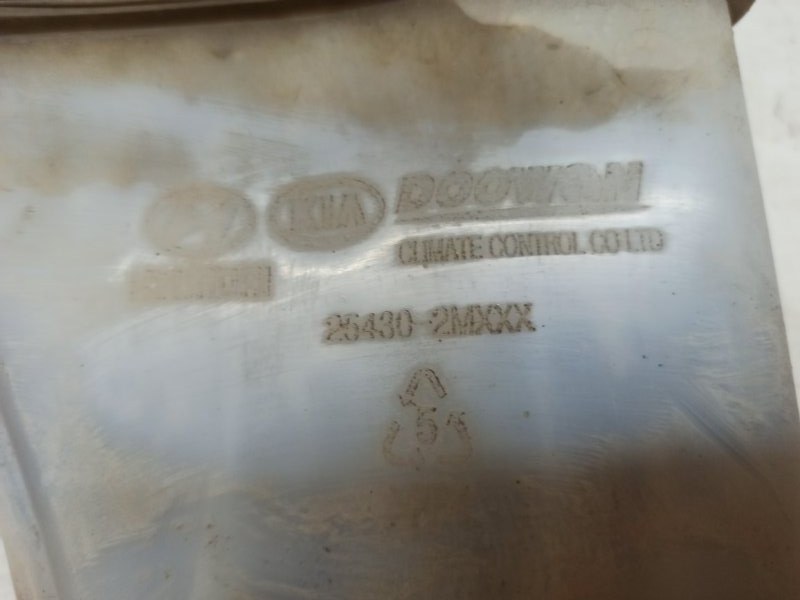 KIA DOOWON
CLIMATE CONTROL CO LTD
25430-2MXXX
5